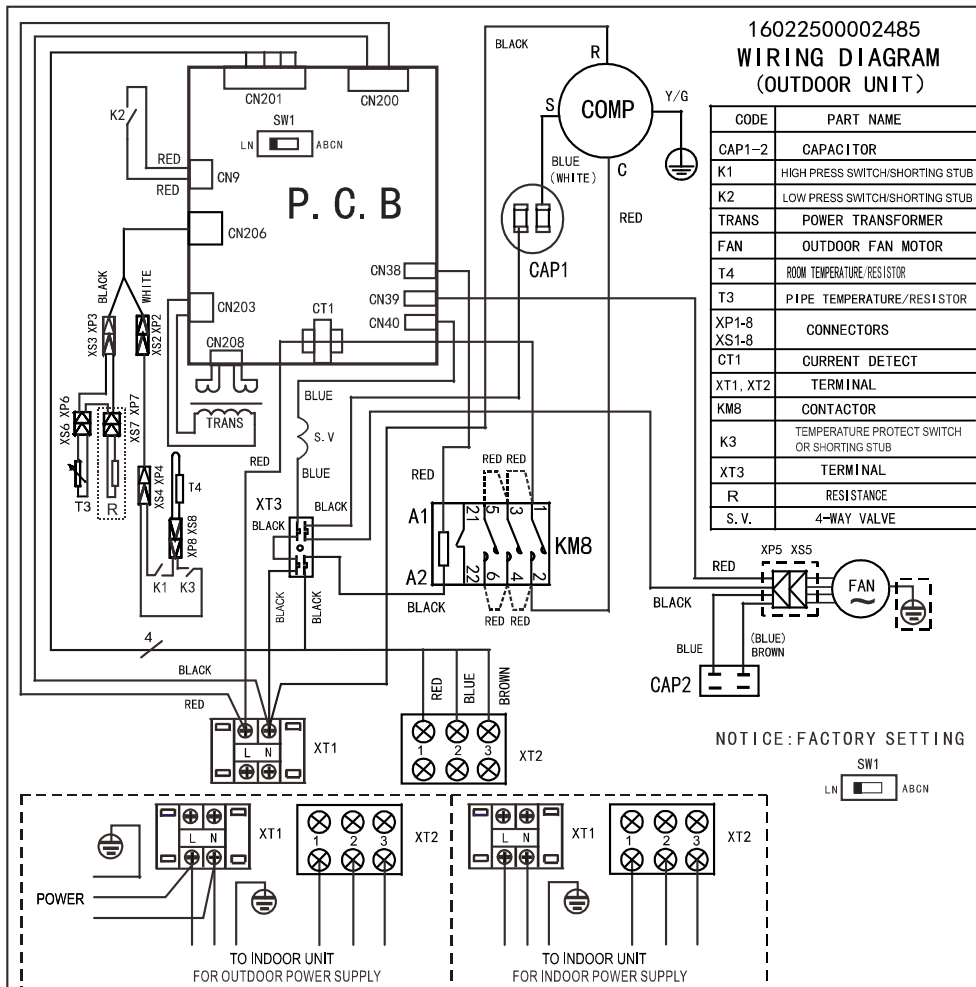 16022500002485
WIRING DIAGRAM
(OUTDOOR UNIT)
CODE PART NAME
CAP1-2 CAPACITOR
K1 HIGH PRESS SWITCH/SHORTING STUB
K2 LOW PRESS SWITCH/SHORTING STUB
TRANS POWER TRANSFORMER
FAN OUTDOOR FAN MOTOR
T4 ROOM TEMPERATURE/RESISTOR
T3 PIPE TEMPERATURE/RESISTOR
XP1-8
XS1-8
CONNECTORS
CT1 CURRENT DETECT
XT1, XT2 TERMINAL
KM8 CONTACTOR
K3 TEMPERATURE PROTECT SWITCH
OR SHORTING STUB
XT3 TERMINAL
R RESISTANCE
S.V. 4-WAY VALVE
CN201
CN200
SW1
LN ABCN
K2
RED
RED
CN9
P.C.B
CN206
CN203
CN208
CN38
CN39
CN40
CT1
TRANS
BLACK
WHITE
XS3 XP3
XS2 XP2
XS6 XP6
XS7 XP7
XS4 XP4
T3
R
T4
XP8 XS8
K1
K3
4
BLACK
R
S
COMP
Y/G
C
BLUE
(WHITE)
RED
CAP1
BLUE
S.V
BLUE
RED
XT3
BLACK
BLACK
BLACK
BLACK
RED
RED RED
A1
21
5
3
1
KM8
A2
22
6
4
2
BLACK
RED
RED
RED
BLACK
XP5 XS5
FAN
~
BLUE
(BLUE)
BROWN
CAP2
BLACK
RED
L N
XT1
RED
BLUE
BROWN
1 2 3
XT2
NOTICE:FACTORY SETTING
SW1
LN ABCN
POWER
L N
XT1
1 2 3
XT2
TO INDOOR UNIT
FOR OUTDOOR POWER SUPPLY
L N
XT1
1 2 3
XT2
TO INDOOR UNIT
FOR INDOOR POWER SUPPLY